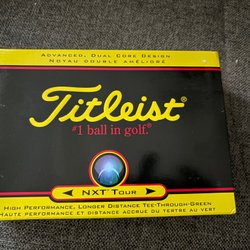 ADVANCED, DUAL CORE DESIGN
NOYAU DOUBLE AMÉLIORÉ
Titleist®
#1 ball in golf.®
NXT® TOUR
HIGH PERFORMANCE, LONGER DISTANCE TEE-THROUGH-GREEN
HAUTE PERFORMANCE ET DISTANCE ACCRUE DU TERTRE AU VERT